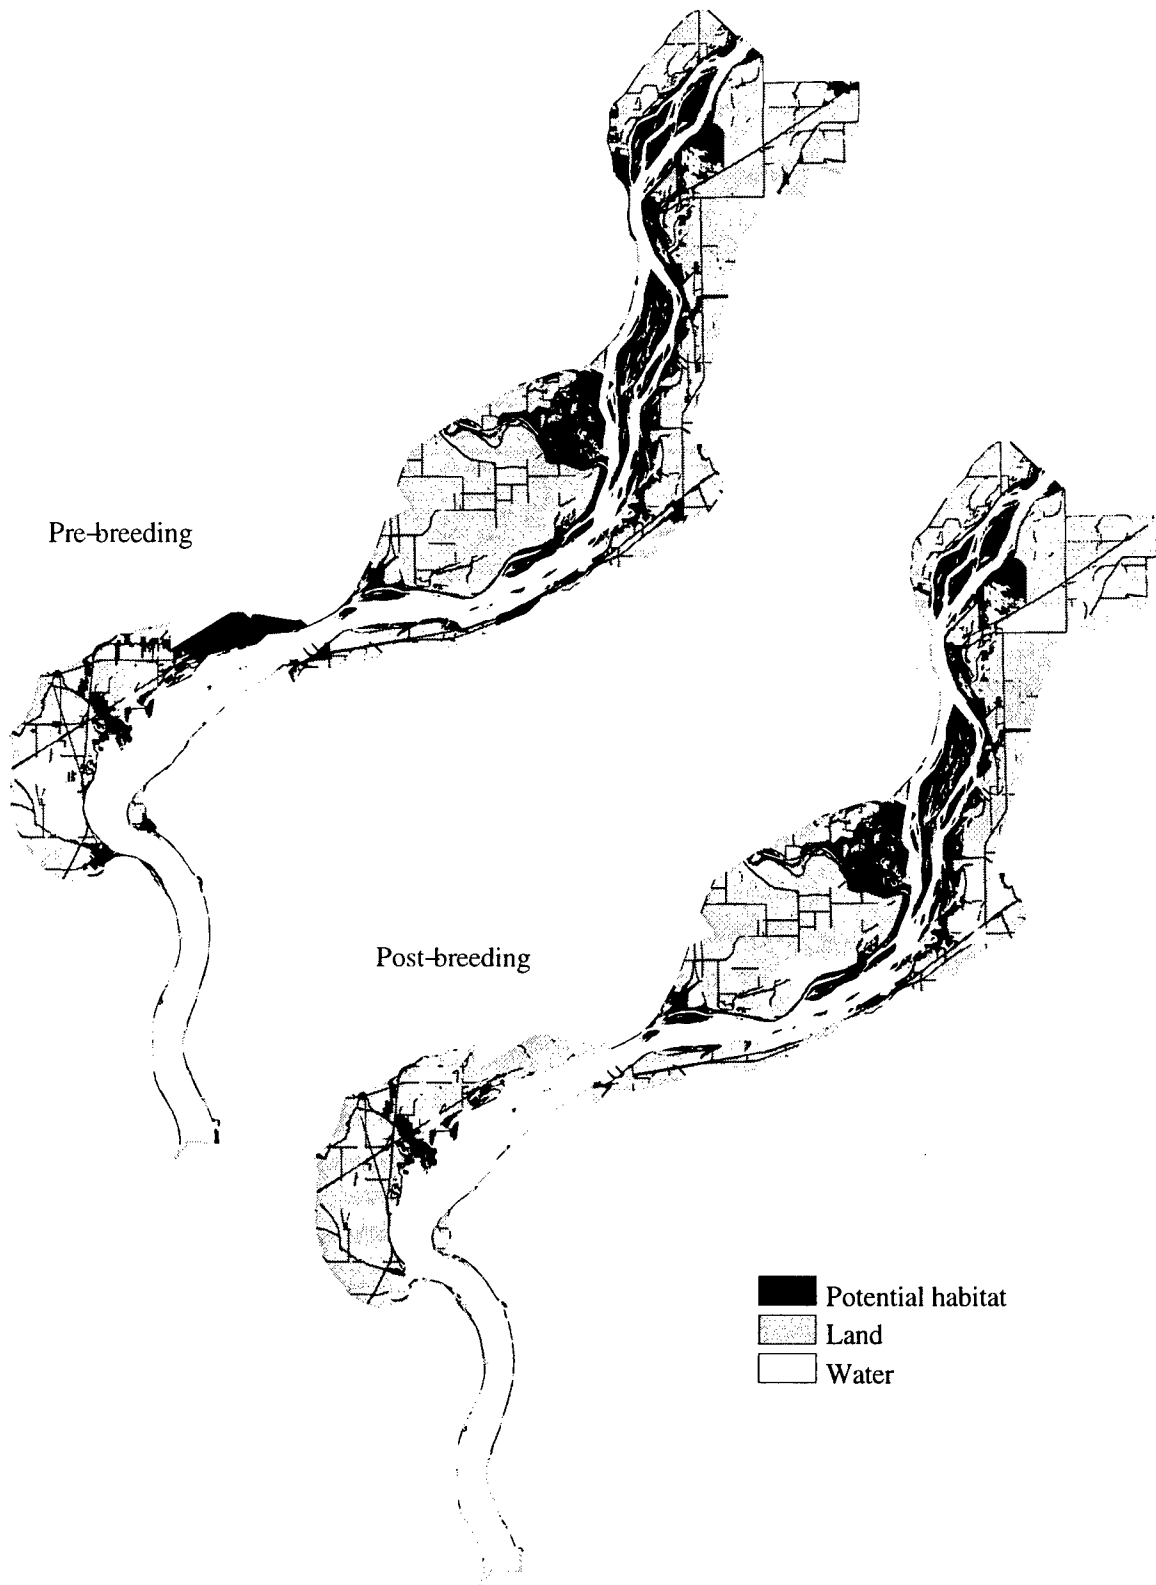 Pre-breeding
Post-breeding
Potential habitat
Land
Water